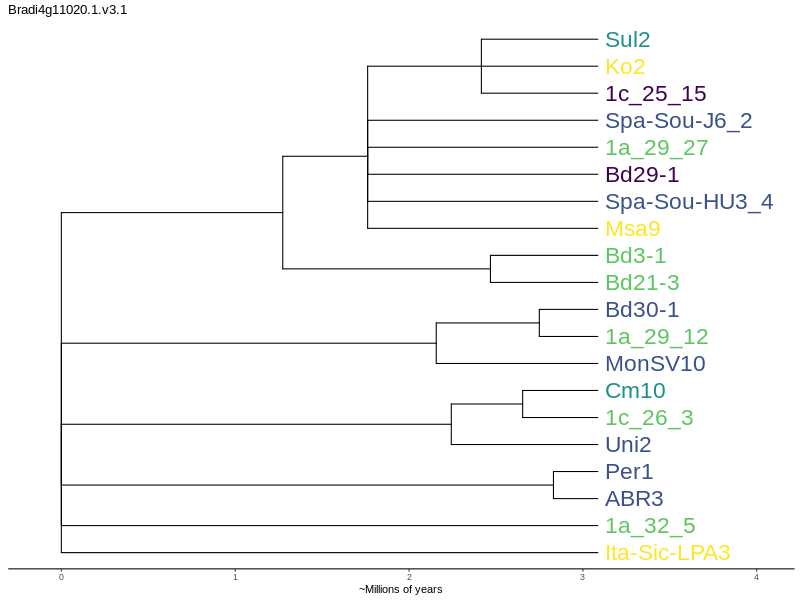 Bradi4g11020.1.v3.1
Sul2
Ko2
1c_25_15
Spa-Sou-J6_2
1a_29_27
Bd29-1
Spa-Sou-HU3_4
Msa9
Bd3-1
Bd21-3
Bd30-1
1a_29_12
MonSV10
Cm10
1c_26_3
Uni2
Per1
ABR3
1a_32_5
Ita-Sic-LPA3
0 1 2 3 4
~Millions of years